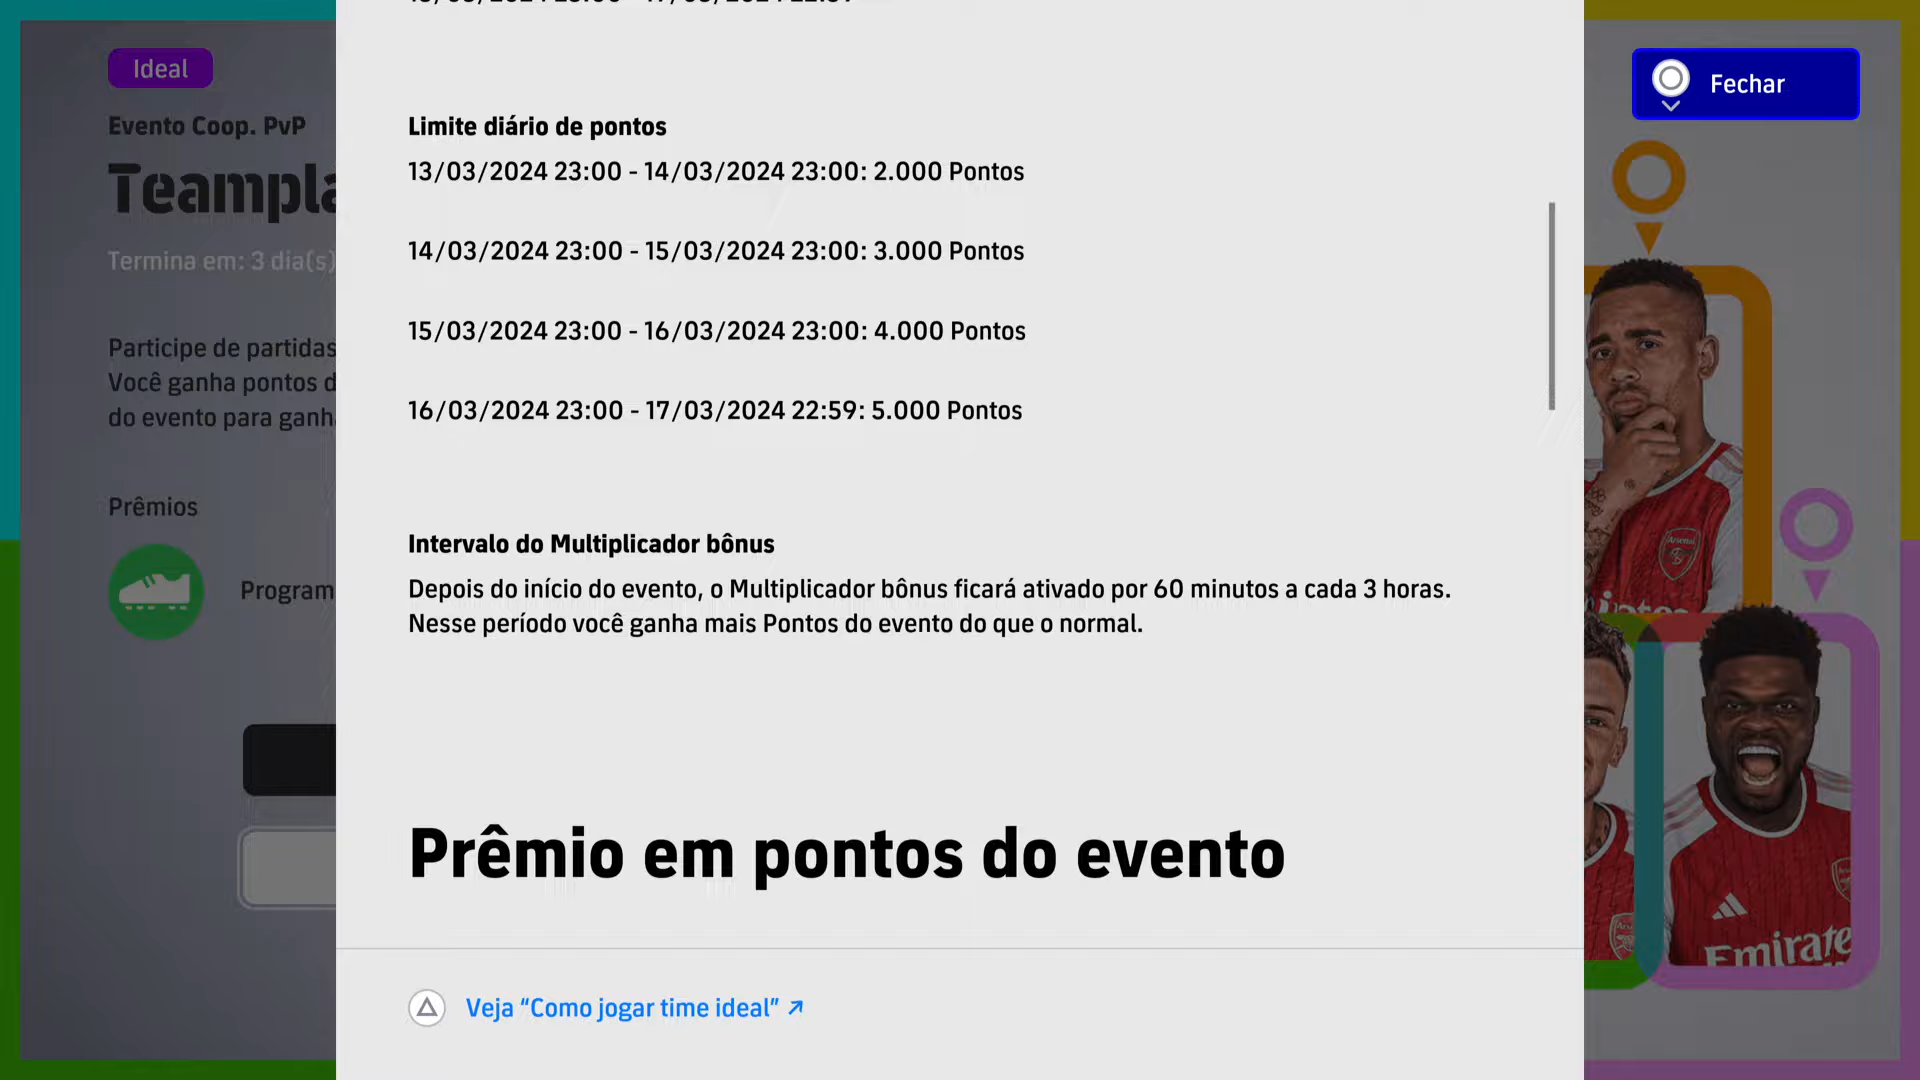 Ideal
Evento Coop. PvP
Termina em: 3 dia(s)
Participe de partidas
Você ganha pontos
do evento para
Prêmios
Limite diário de pontos
13/03/2024 23:00 - 14/03/2024 23:00: 2.000 Pontos
14/03/2024 23:00 - 15/03/2024 23:00: 3.000 Pontos
15/03/2024 23:00 - 16/03/2024 23:00: 4.000 Pontos
16/03/2024 23:00 - 17/03/2024 22:59: 5.000 Pontos
Intervalo do Multiplicador bônus
Depois do início do evento, o Multiplicador bônus ficará ativado por 60 minutos a cada 3 horas.
Nesse período você ganha mais Pontos do evento do que o normal.
Prêmio em pontos do evento
Veja “Como jogar time ideal”
Fechar
Arsenal
Emirate